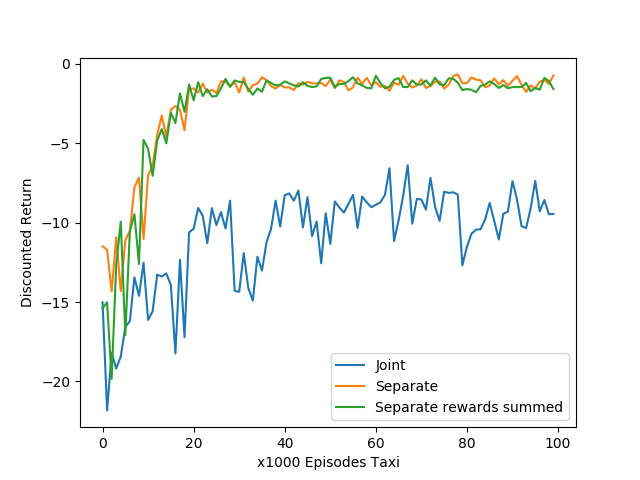 0
−5
−10
−15
−20
Discounted Return
0
20
40
60
80
100
x1000 Episodes Taxi
Joint
Separate
Separate rewards summed